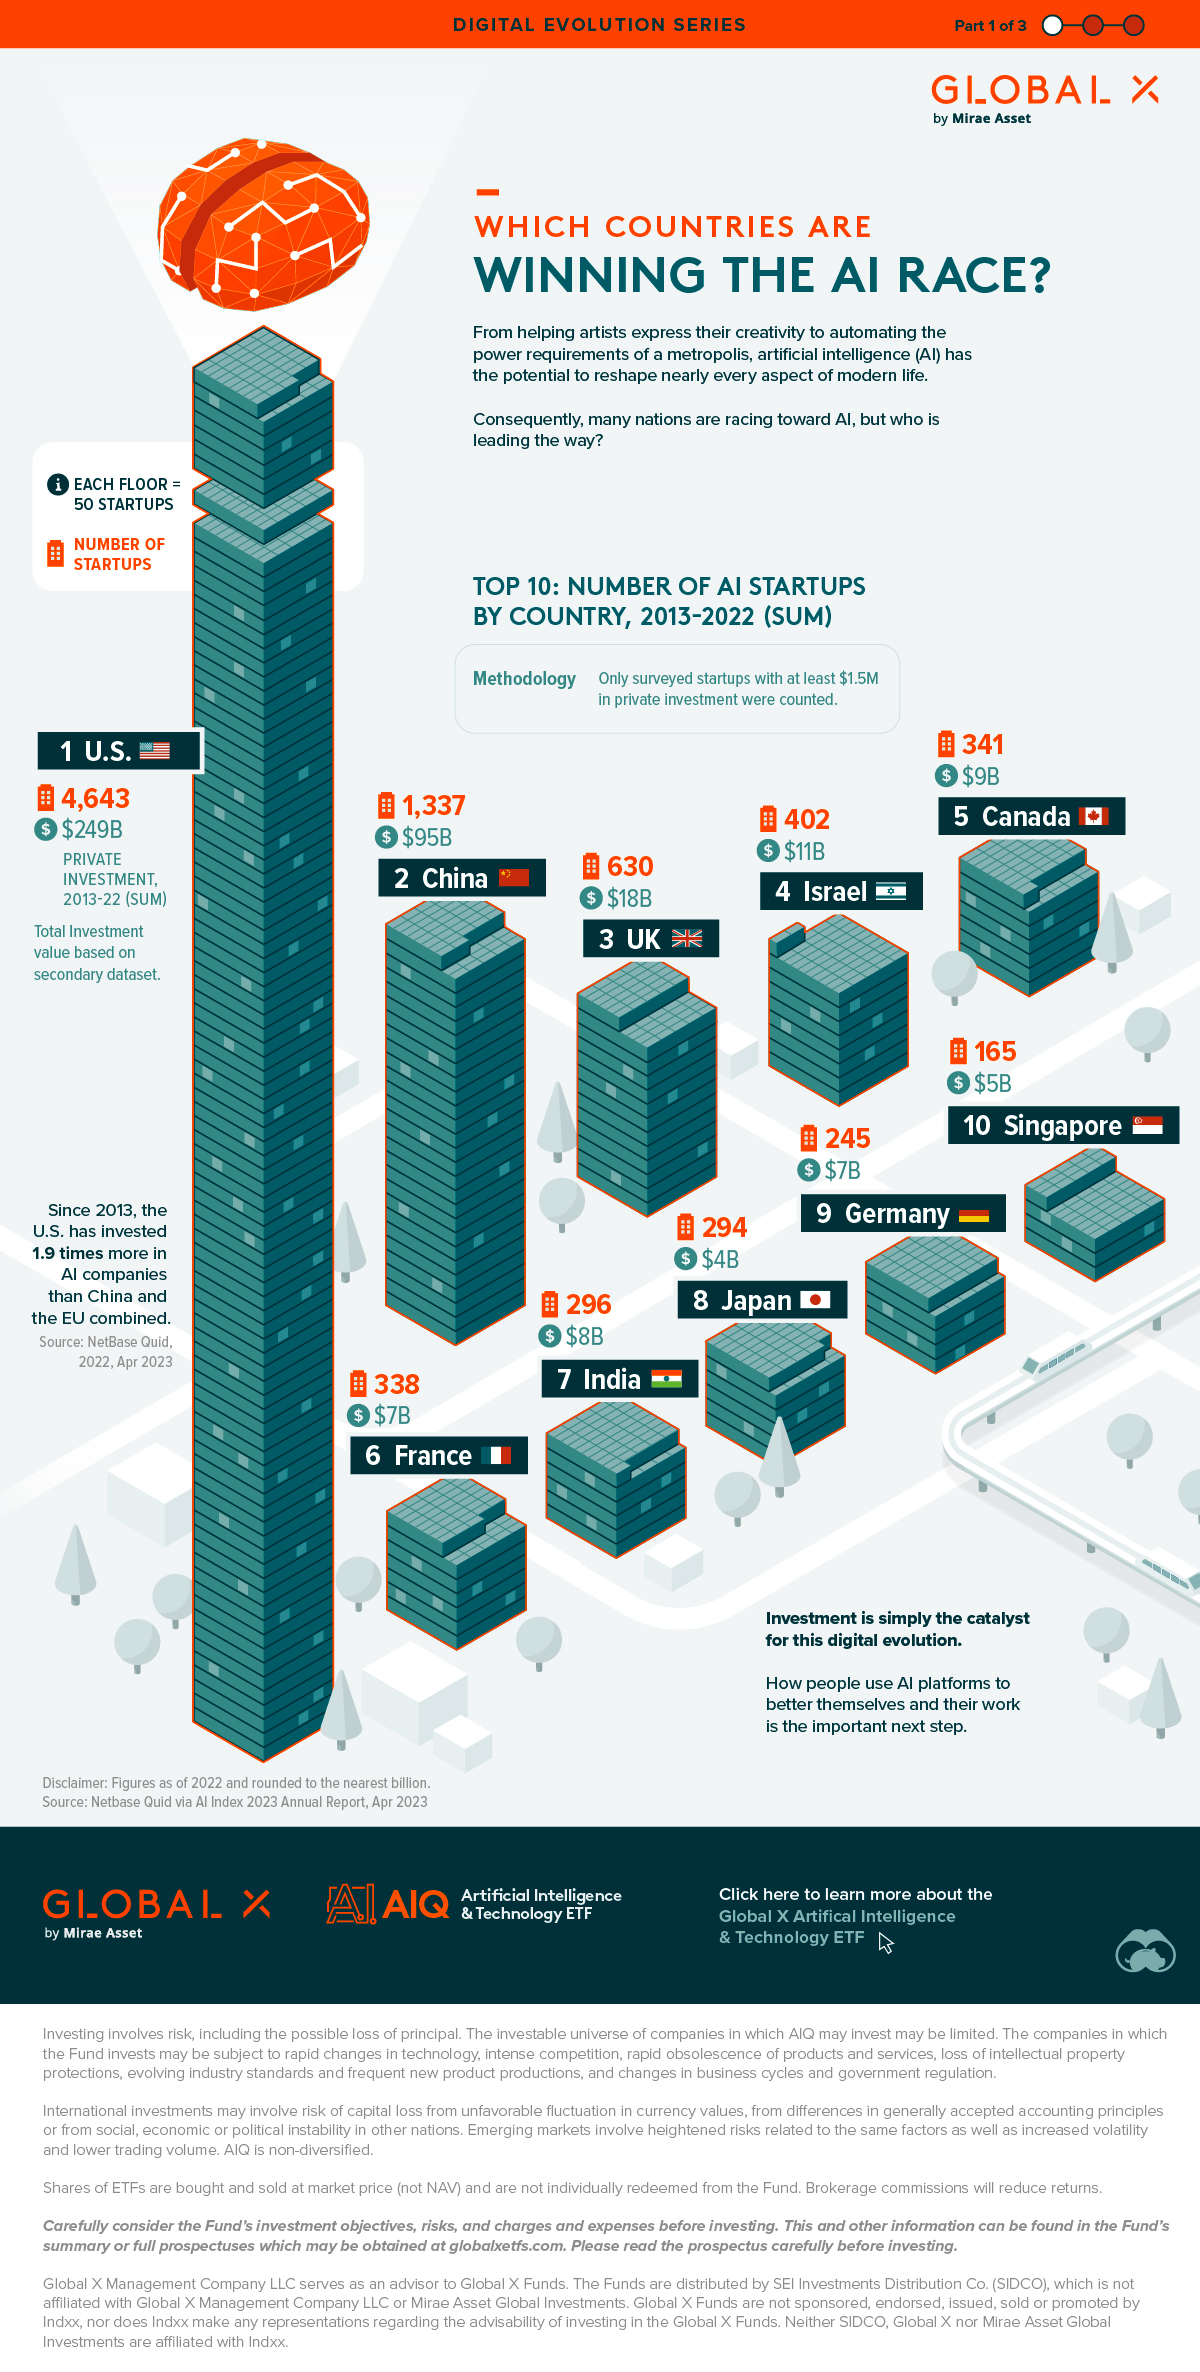 DIGITAL EVOLUTION SERIES
Part 1 of 3
GLOBAL X
by Mirae Asset
WHICH COUNTRIES ARE
WINNING THE AI RACE?
From helping artists express their creativity to automating the
power requirements of a metropolis, artificial intelligence (AI) has
the potential to reshape nearly every aspect of modern life.
Consequently, many nations are racing toward AI, but who is
leading the way?
EACH FLOOR =
50 STARTUPS
NUMBER OF
STARTUPS
TOP 10: NUMBER OF AI STARTUPS
BY COUNTRY, 2013-2022 (SUM)
Methodology
Only surveyed startups with at least $1.5M
in private investment were counted.
1 U.S.
4,643
$249B
PRIVATE
INVESTMENT,
2013-22 (SUM)
Total Investment
value based on
secondary dataset.
1,337
$95B
2 China
630
$18B
3 UK
402
$11B
4 Israel
341
$9B
5 Canada
165
$5B
10 Singapore
245
$7B
9 Germany
294
$4B
8 Japan
296
$8B
7 India
338
$7B
6 France
Since 2013, the
U.S. has invested
1.9 times more in
AI companies
than China and
the EU combined.
Source: NetBase Quid,
2022, Apr 2023
Investment is simply the catalyst
for this digital evolution.
How people use AI platforms to
better themselves and their work
is the important next step.
Disclaimer: Figures as of 2022 and rounded to the nearest billion.
Source: Netbase Quid via AI Index 2023 Annual Report, Apr 2023
GLOBAL X
by Mirae Asset
AI AIQ
Artificial Intelligence
& Technology ETF
Click here to learn more about the
Global X Artifical Intelligence
& Technology ETF
Investing involves risk, including the possible loss of principal. The investable universe of companies in which AIQ may invest may be limited. The companies in which
the Fund invests may be subject to rapid changes in technology, intense competition, rapid obsolescence of products and services, loss of intellectual property
protections, evolving industry standards and frequent new product productions, and changes in business cycles and government regulation.
International investments may involve risk of capital loss from unfavorable fluctuation in currency values, from differences in generally accepted accounting principles
or from social, economic or political instability in other nations. Emerging markets involve heightened risks related to the same factors as well as increased volatility
and lower trading volume. AIQ is non-diversified.
Shares of ETFs are bought and sold at market price (not NAV) and are not individually redeemed from the Fund. Brokerage commissions will reduce returns.
Carefully consider the Fund's investment objectives, risks, and charges and expenses before investing. This and other information can be found in the Fund's
summary or full prospectuses which may be obtained at globalxetfs.com. Please read the prospectus carefully before investing.
Global X Management Company LLC serves as an advisor to Global X Funds. The Funds are distributed by SEI Investments Distribution Co. (SIDCO), which is not
affiliated with Global X Management Company LLC or Mirae Asset Global Investments. Global X Funds are not sponsored, endorsed, issued, sold or promoted by
Indxx, nor does Indxx make any representations regarding the advisability of investing in the Global X Funds. Neither SIDCO, Global X nor Mirae Asset Global
Investments are affiliated with Indxx.